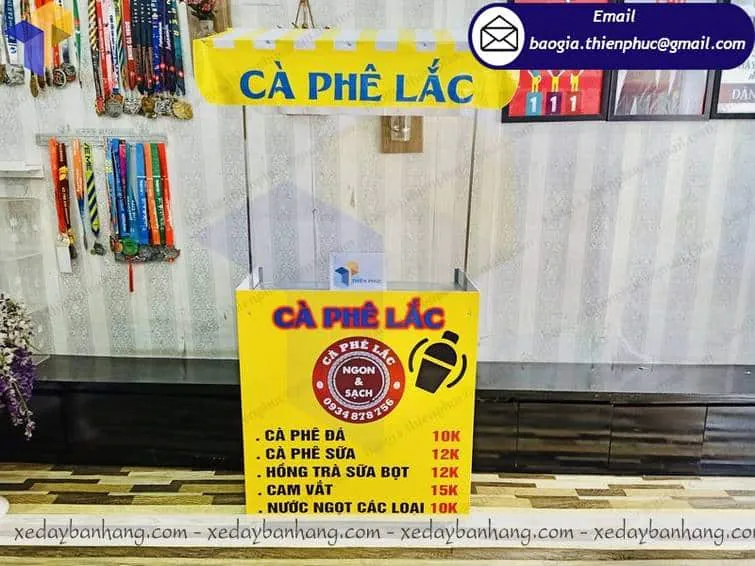 Email
baogia.thienphuc@gmail.com
CÀ PHÊ LẮC
THIÊN PHÚC
CÀ PHÊ LẮC
CÀ PHÊ LẮC
NGON
&
SẠCH
0934 878 756
. CÀ PHÊ ĐÁ 10K
. CÀ PHÊ SỮA 12K
. HỒNG TRÀ SỮA BỌT 12K
. CAM VẮT 15K
. NƯỚC NGỌT CÁC LOẠI 10K
xedaybanhang.com - xedaybanhang.com - xedaybanhang.com - xedaybanhang.com